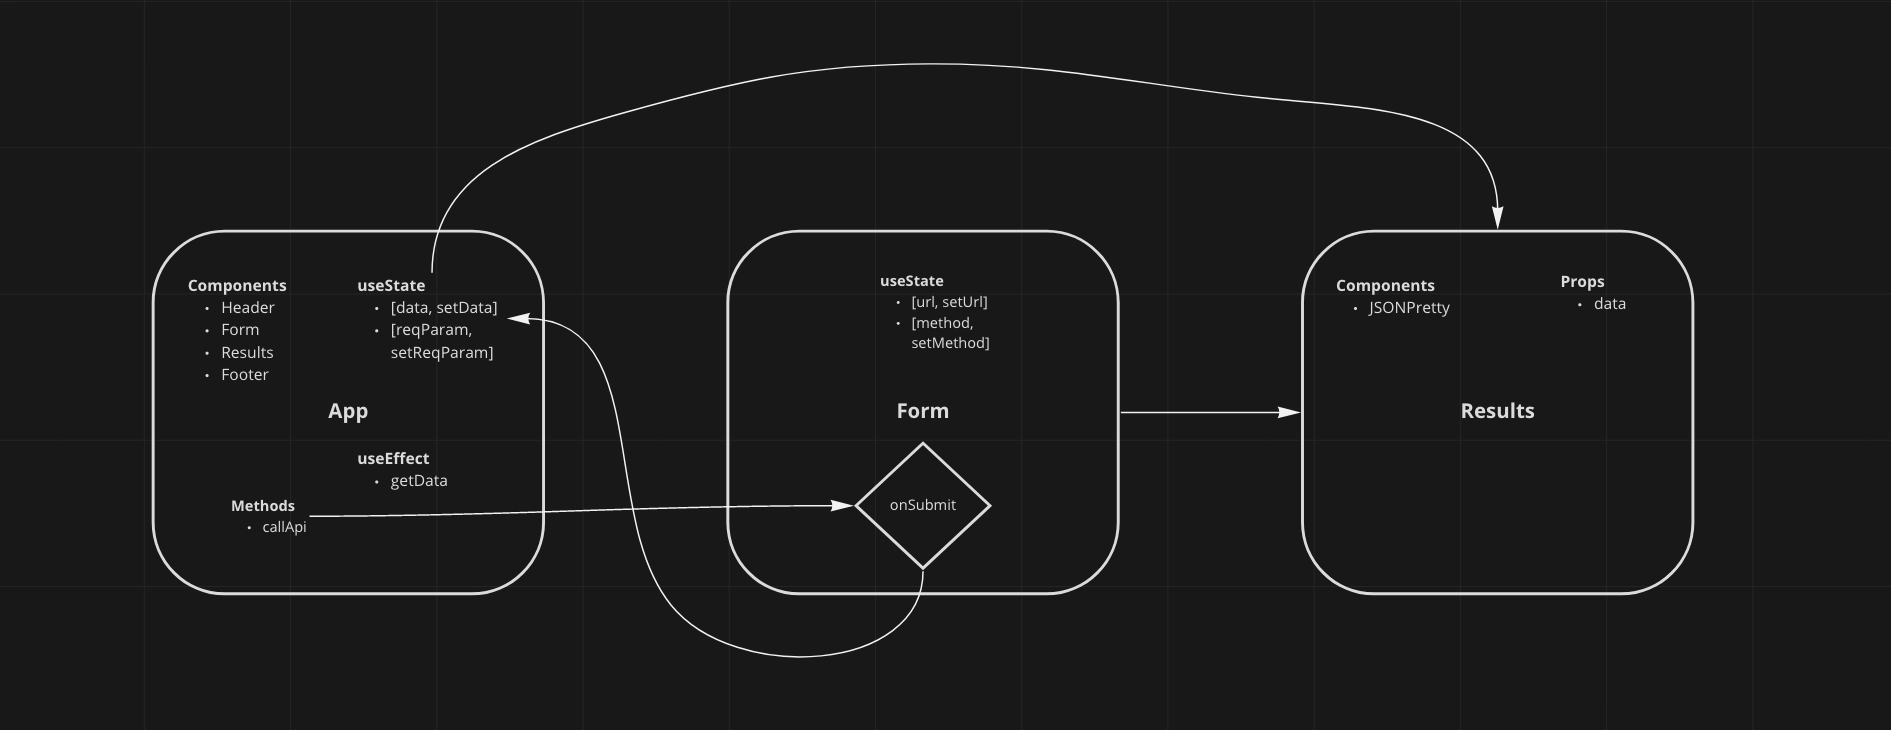 Components
• Header
• Form
• Results
• Footer
useState
• [data, setData]
• [reqParam,
setReqParam]
App
useEffect
• getData
Methods
• callApi
useState
• [url, setUrl]
• [method,
setMethod]
Form
onSubmit
Components
• JSONPretty
Props
• data
Results